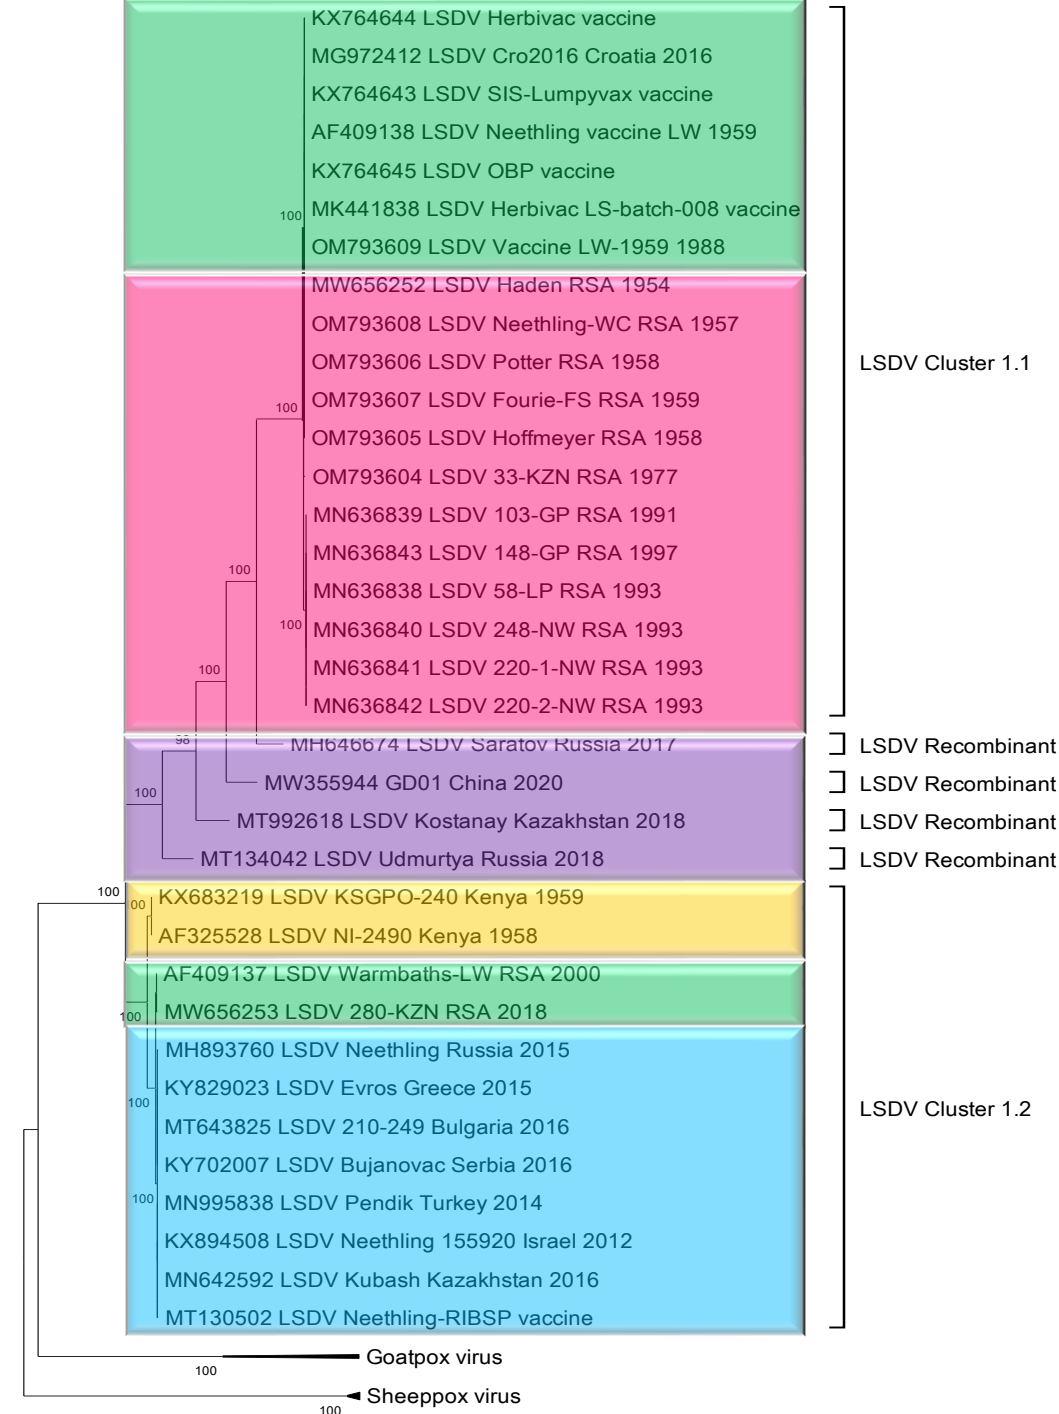 KX764644 LSDV Herbivac vaccine
MG972412 LSDV Cro2016 Croatia 2016
KX764643 LSDV SIS-Lumpyvax vaccine
AF409138 LSDV Neethling vaccine LW 1959
KX764645 LSDV OBP vaccine
MK441838 LSDV Herbivac LS-batch-008 vaccine
100
OM793609 LSDV Vaccine LW-1959 1988
MW656252 LSDV Haden RSA 1954
OM793608 LSDV Neethling-WC RSA 1957
OM793606 LSDV Potter RSA 1958
LSDV Cluster 1.1
OM793607 LSDV Fourie-FS RSA 1959
100
OM793605 LSDV Hoffmeyer RSA 1958
OM793604 LSDV 33-KZN RSA 1977
MN636839 LSDV 103-GP RSA 1991
MN636843 LSDV 148-GP RSA 1997
100
MN636838 LSDV 58-LP RSA 1993
100
MN636840 LSDV 248-NW RSA 1993
100
MN636841 LSDV 220-1-NW RSA 1993
MN636842 LSDV 220-2-NW RSA 1993
98
MH646674 LSDV Saratov Russia 2017
LSDV Recombinant
MW355944 GD01 China 2020
LSDV Recombinant
100
MT992618 LSDV Kostanay Kazakhstan 2018
LSDV Recombinant
MT134042 LSDV Udmurtya Russia 2018
LSDV Recombinant
100
00
KX683219 LSDV KSGPO-240 Kenya 1959
AF325528 LSDV NI-2490 Kenya 1958
AF409137 LSDV Warmbaths-LW RSA 2000
100
MW656253 LSDV 280-KZN RSA 2018
MH893760 LSDV Neethling Russia 2015
KY829023 LSDV Evros Greece 2015
100
LSDV Cluster 1.2
MT643825 LSDV 210-249 Bulgaria 2016
KY702007 LSDV Bujanovac Serbia 2016
100
MN995838 LSDV Pendik Turkey 2014
KX894508 LSDV Neethling 155920 Israel 2012
MN642592 LSDV Kubash Kazakhstan 2016
MT130502 LSDV Neethling-RIBSP vaccine
Goatpox virus
100
Sheeppox virus
100